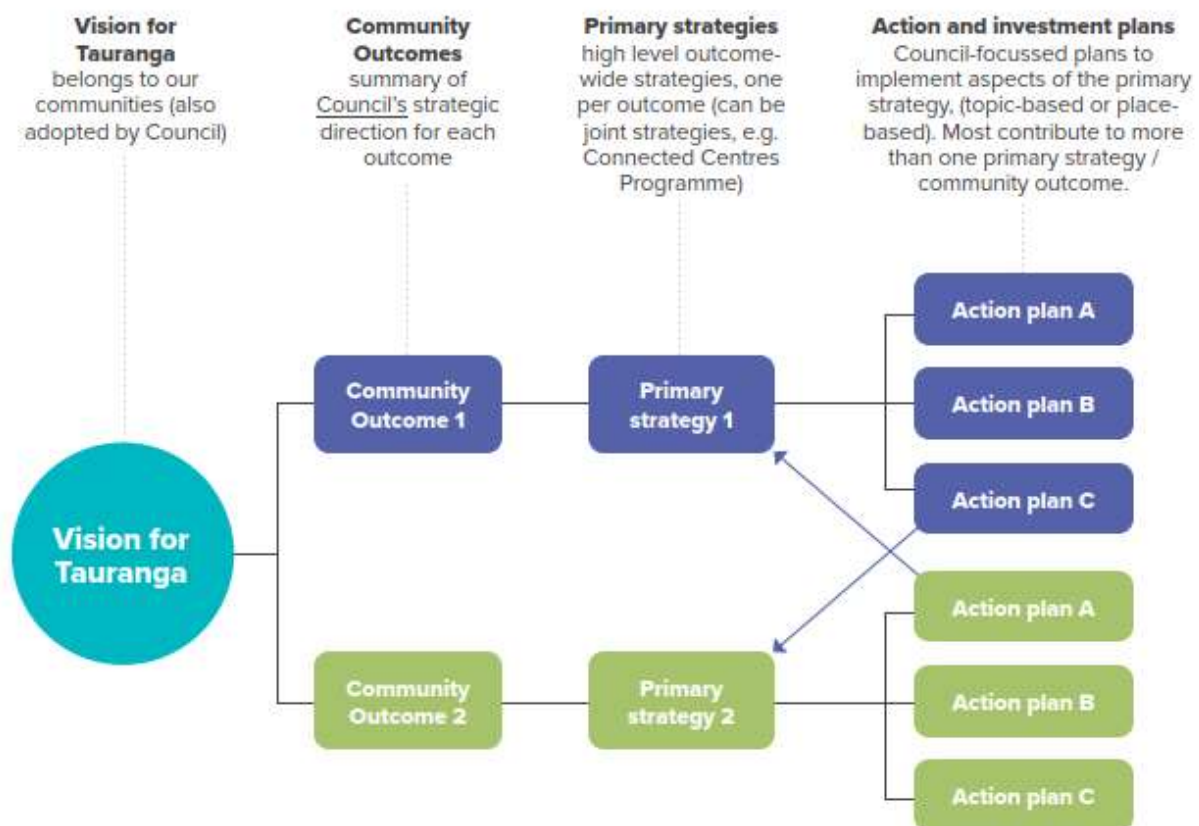 Vision for
Tauranga
belongs to our
communities (also
adopted by Council)
Community
Outcomes
summary of
Council's strategic
direction for each
outcome
Primary strategies
high level outcome-
wide strategies, one
per outcome (can be
joint strategies, e.g.
Connected Centres
Programme)
Action and investment plans
Council-focussed plans to
implement aspects of the primary
strategy, (topic-based or place-
based). Most contribute to more
than one primary strategy /
community outcome.
Vision for
Tauranga
Community
Outcome 1
Primary
strategy 1
Action plan A
Action plan B
Action plan C
Community
Outcome 2
Primary
strategy 2
Action plan A
Action plan B
Action plan C